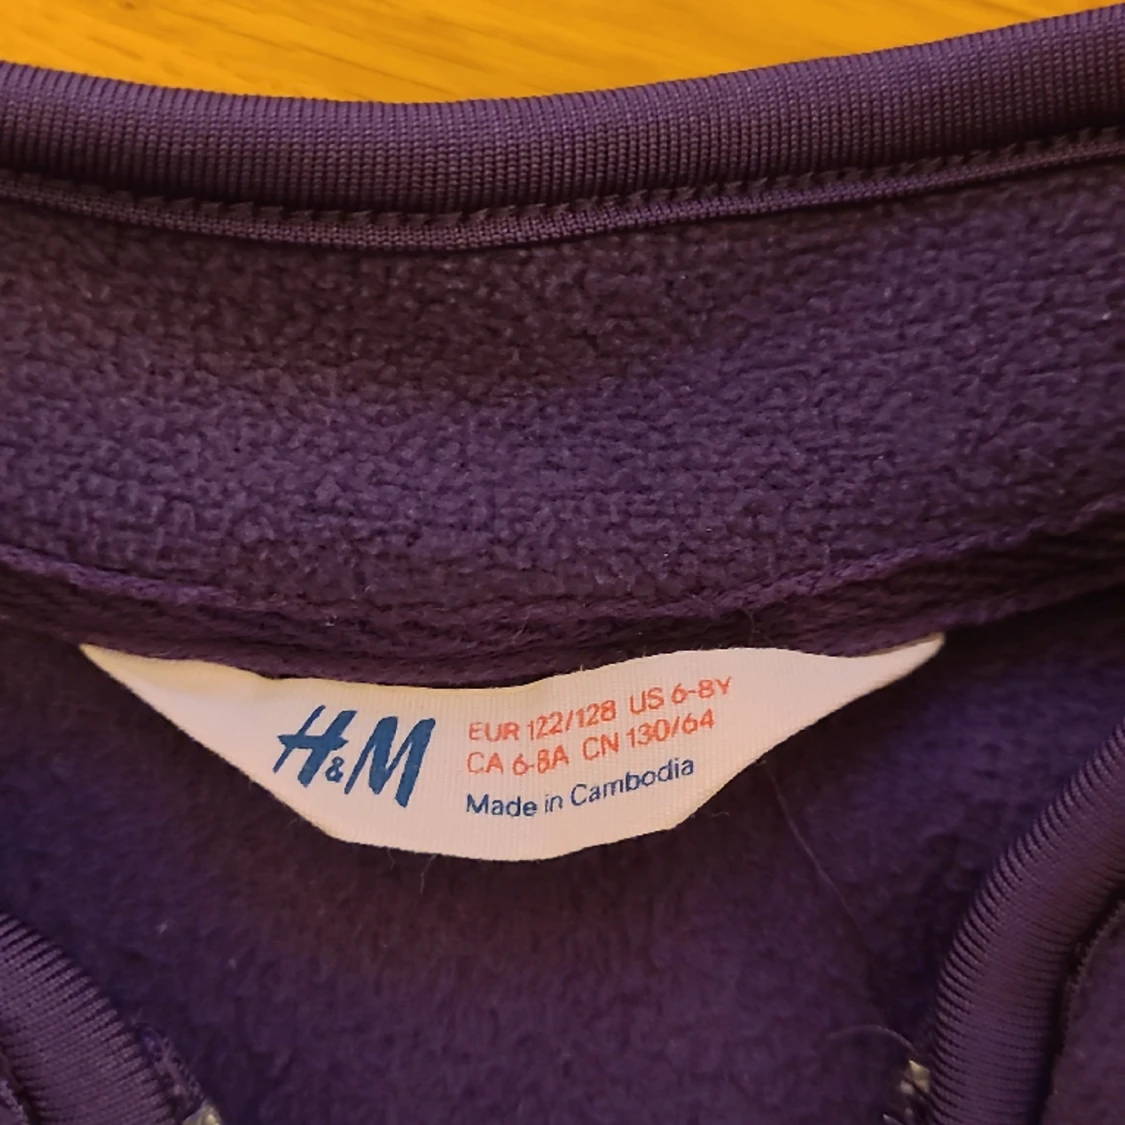 H&M
EUR 122/128 US 6-8Y
CA 6-8A CN 130/64
Made in Cambodia